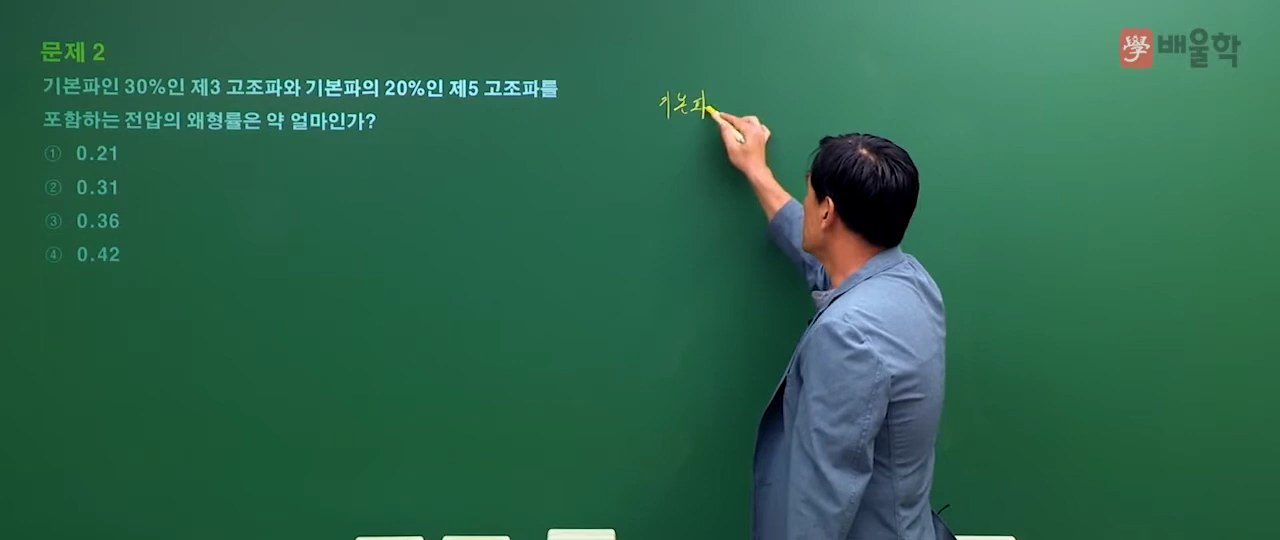 문제 2
기본파인 30%인 제3 고조파와 기본파의 20%인 제5 고조파를
포함하는 전압의 왜형률은 약 얼마인가?
① 0.21
② 0.31
③ 0.36
④ 0.42
기본파
學 배울학